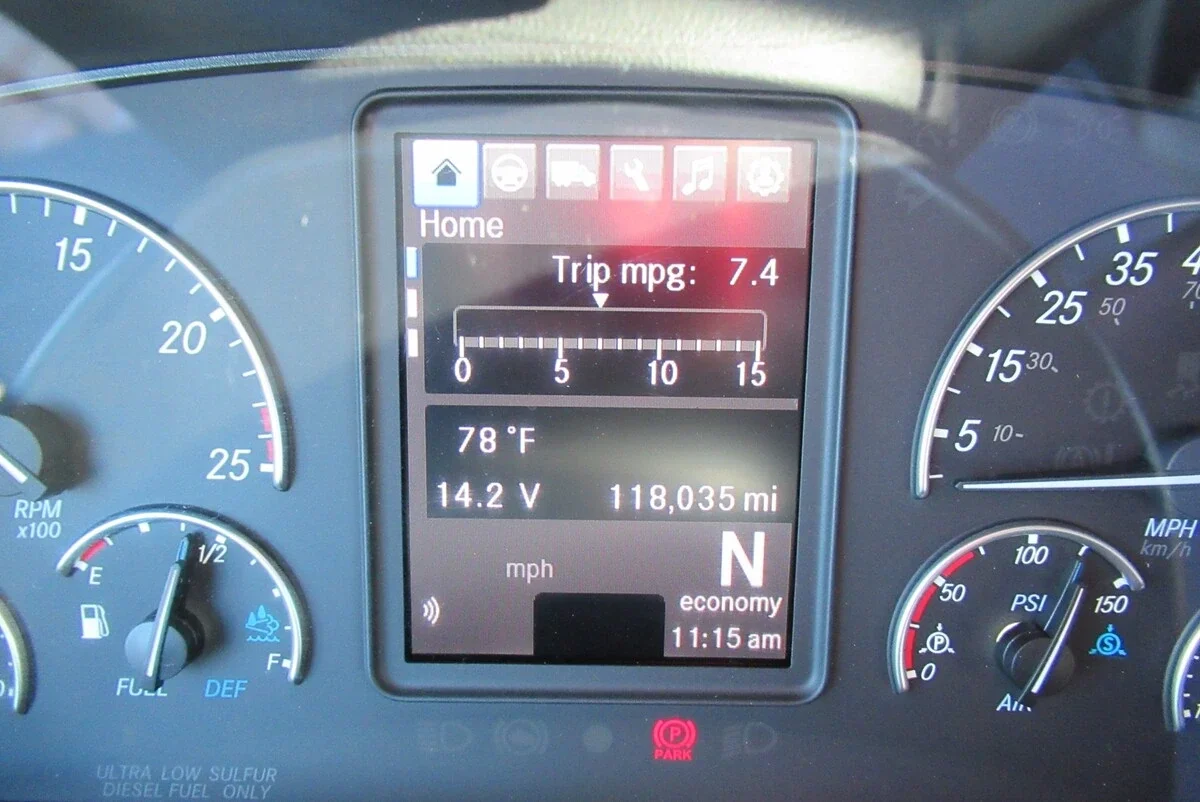 Home
Trip mpg: 7.4
0 5 10 15
78 °F
14.2 V 118,035 mi
mph
N
economy
11:15 am
15
20
25
RPM
x100
E
1/2
F
FUEL DEF
5
15
25
35
10
30
50
MPH
km/h
0
50
100
150
PSI
P
S
AIR
P
PARK
ULTRA LOW SULFUR
DIESEL FUEL ONLY